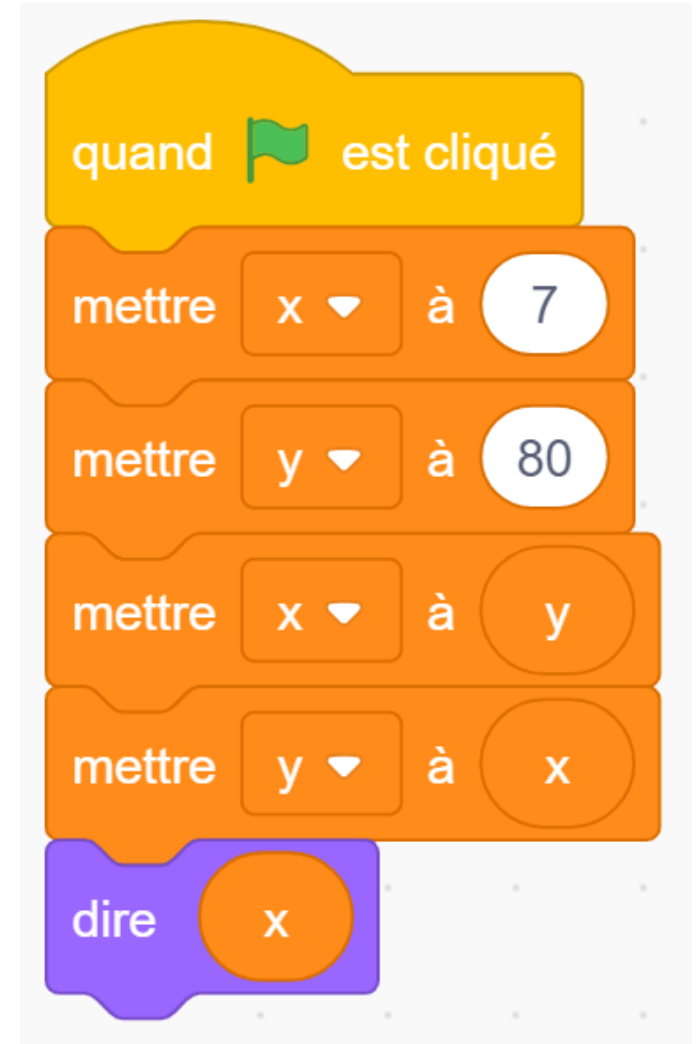 quand est cliqué
mettre x à 7
mettre y à 80
mettre x à y
mettre y à x
dire x